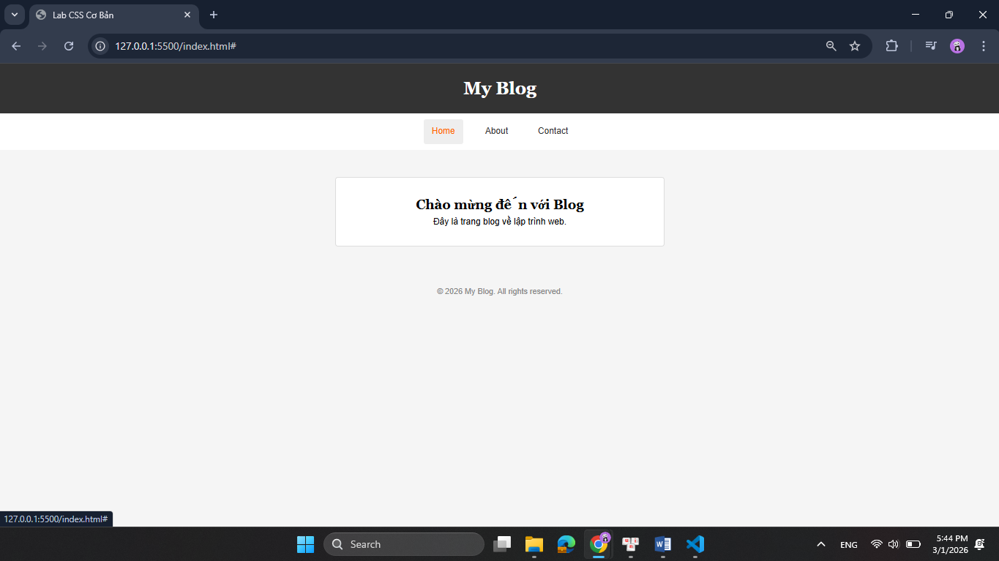 Lab CSS Cơ Bản
127.0.0.1:5500/index.html#
My Blog
Home About Contact
Chào mừng đến với Blog
Đây là trang blog về lập trình web.
© 2026 My Blog. All rights reserved.
127.0.0.1:5500/index.html#
Search
ENG
5:44 PM
3/1/2026